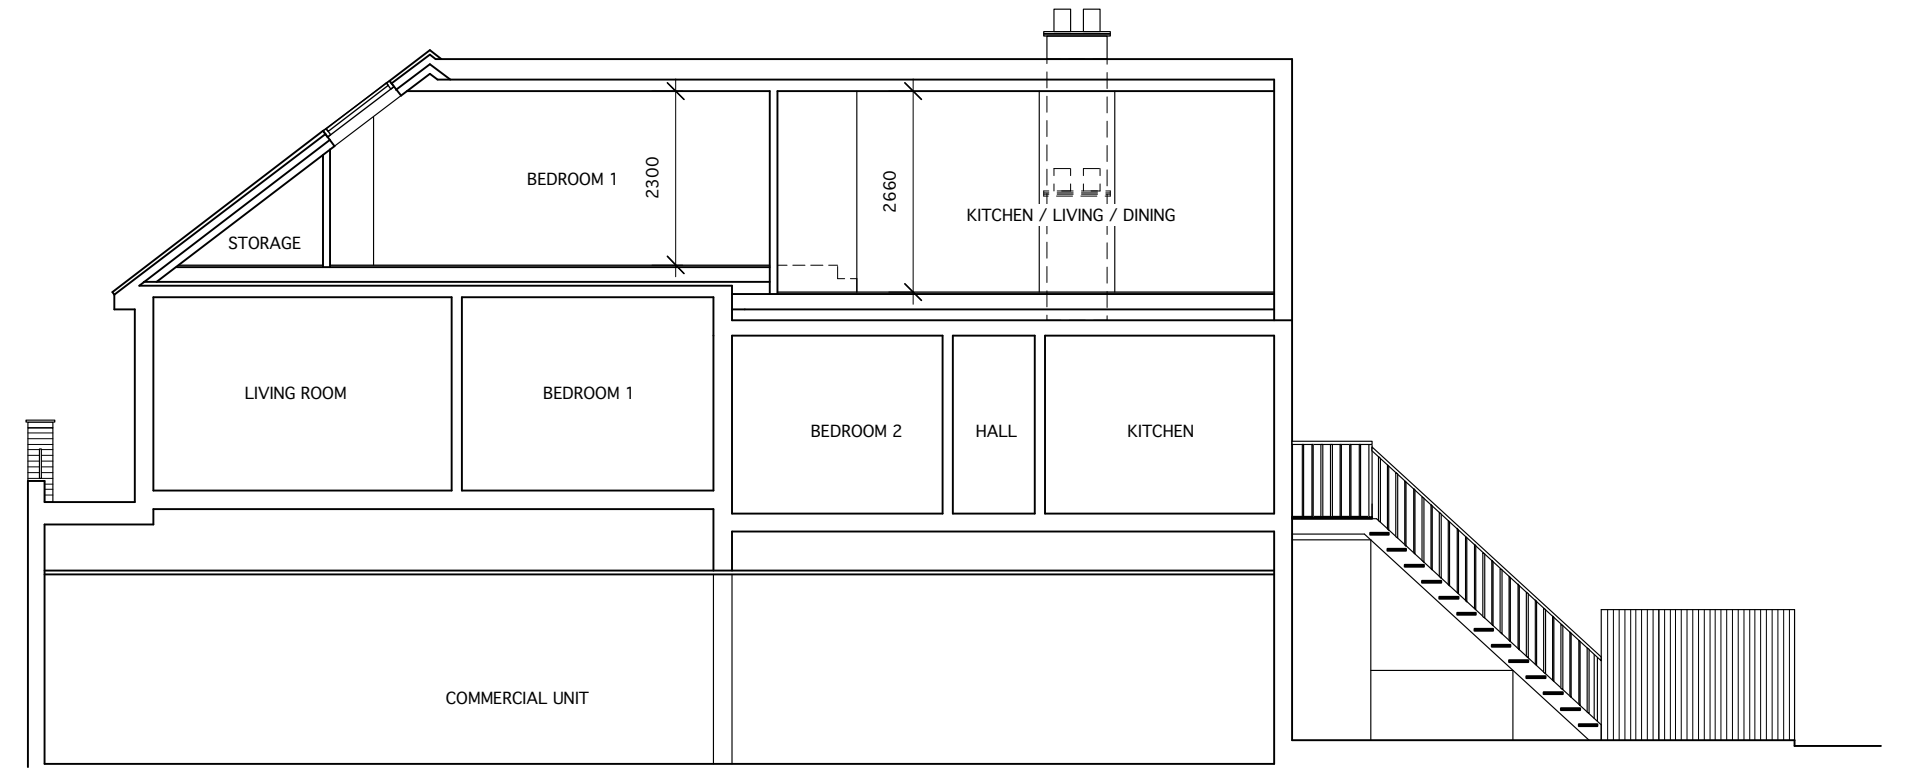 BEDROOM 1
2300
2660
KITCHEN / LIVING / DINING
STORAGE
LIVING ROOM
BEDROOM 1
BEDROOM 2
HALL
KITCHEN
COMMERCIAL UNIT